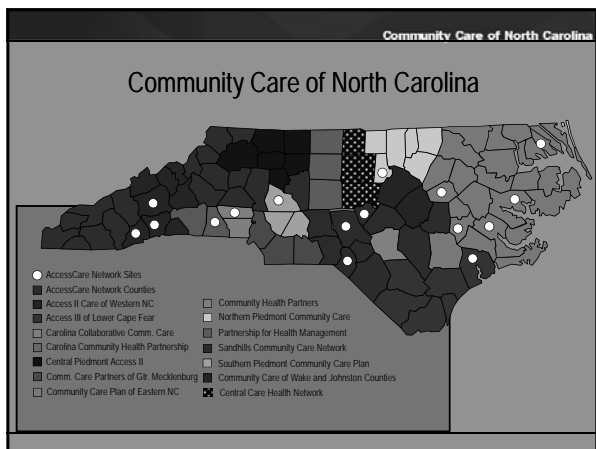 Community Care of North Carolina
Community Care of North Carolina
AccessCare Network Sites
AccessCare Network Counties
Access II Care of Western NC
Access III of Lower Cape Fear
Carolina Collaborative Comm. Care
Carolina Community Health Partnership
Central Piedmont Access II
Comm. Care Partners of Gtr. Mecklenburg
Community Care Plan of Eastern NC
Community Health Partners
Northern Piedmont Community Care
Partnership for Health Management
Sandhills Community Care Network
Southern Piedmont Community Care Plan
Community Care of Wake and Johnston Counties
Central Care Health Network